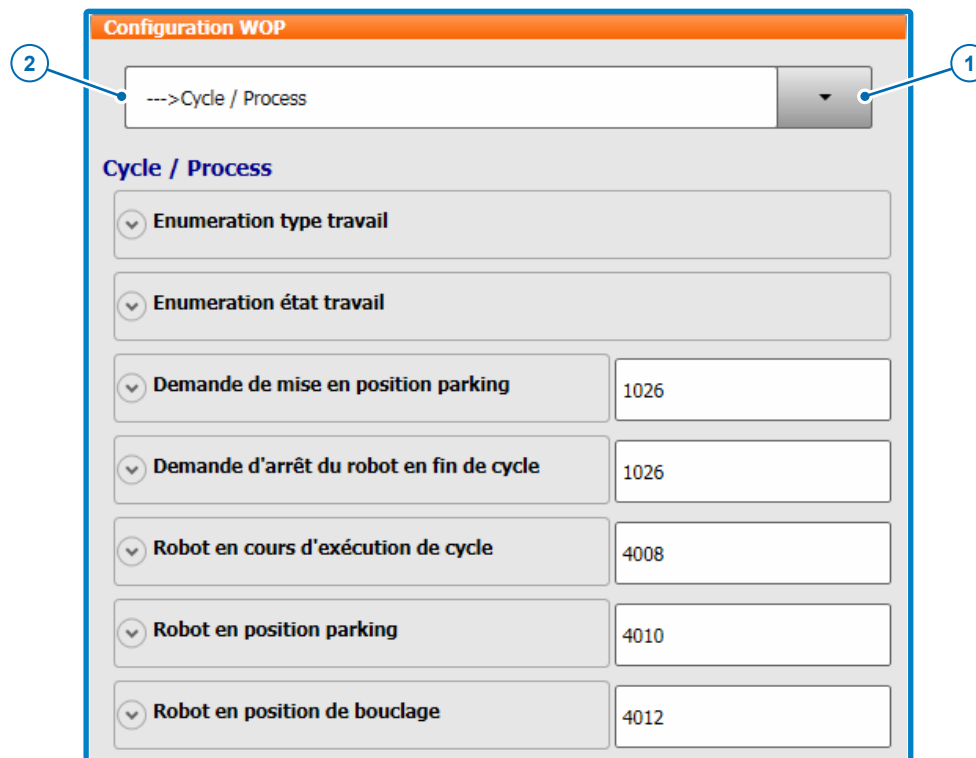 Configuration WOP
2
1
--->Cycle / Process
Cycle / Process
Enumeration type travail
Enumeration état travail
Demande de mise en position parking
1026
Demande d'arrêt du robot en fin de cycle
1026
Robot en cours d'exécution de cycle
4008
Robot en position parking
4010
Robot en position de bouclage
4012